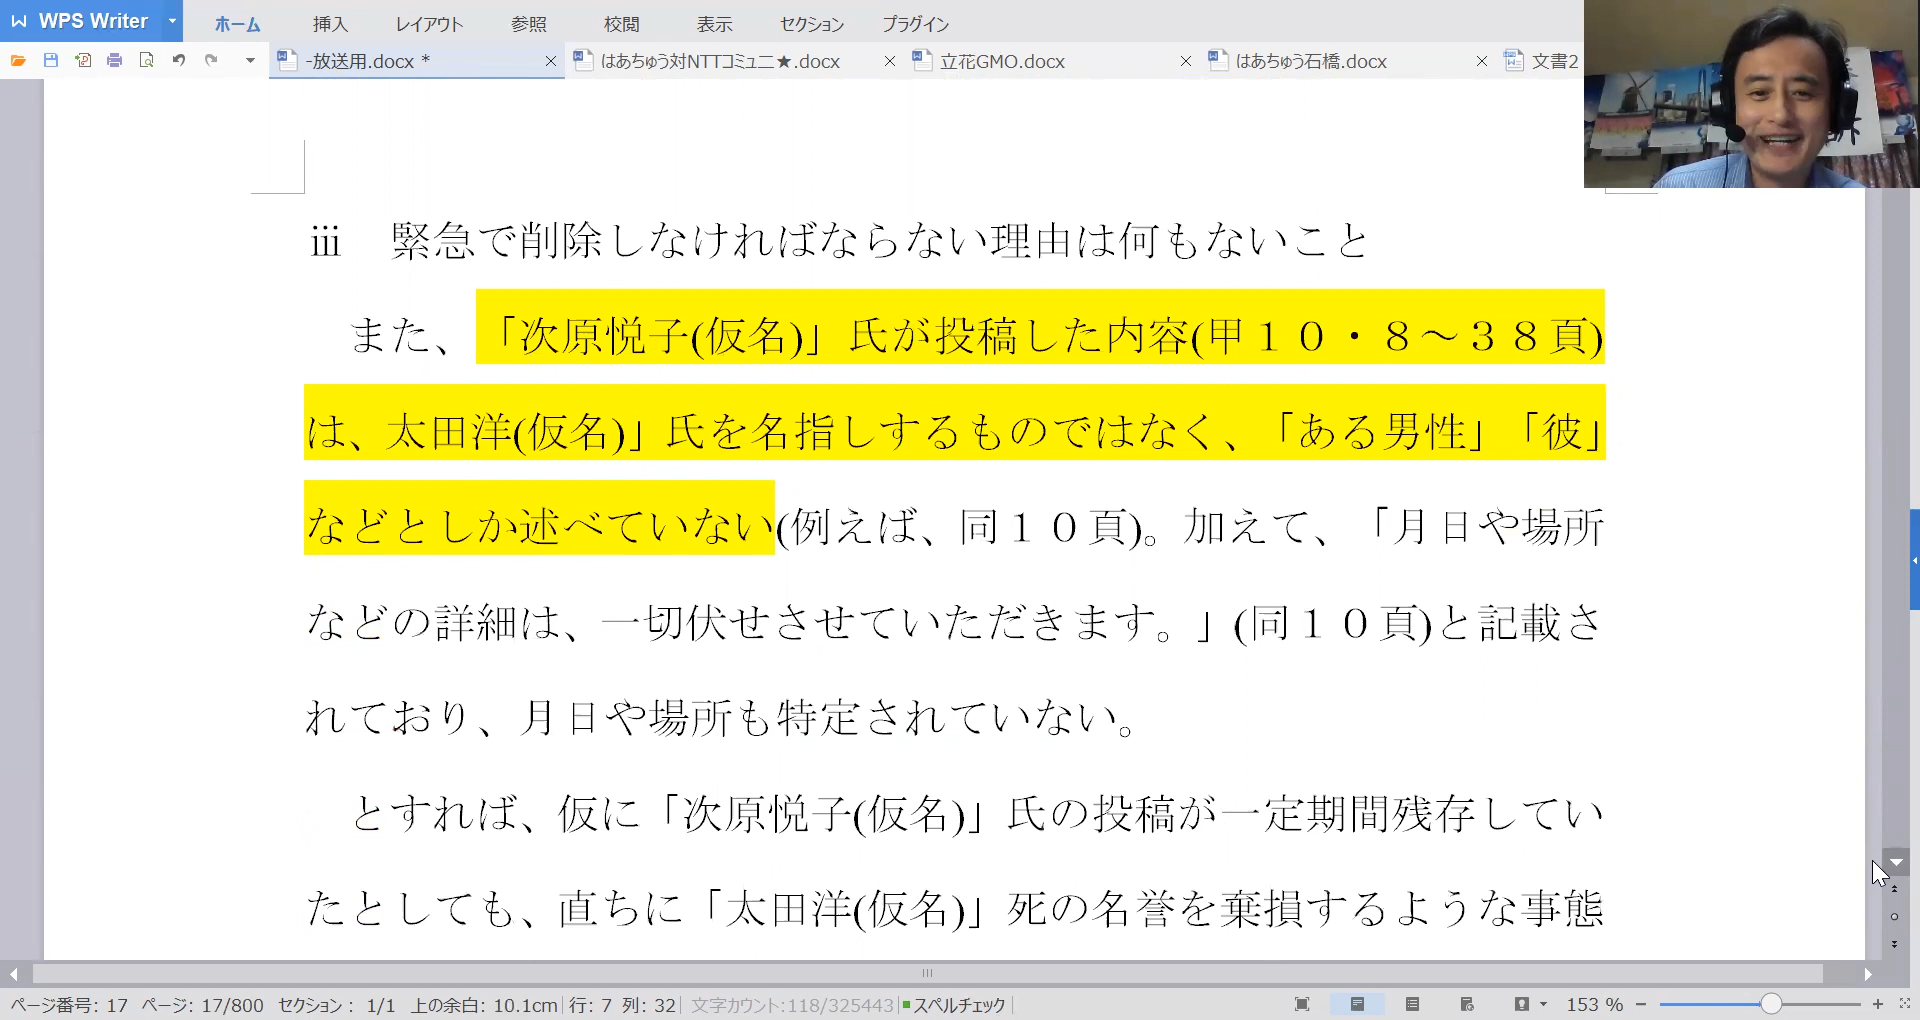 WPS Writer
ホーム 挿入 レイアウト 参照 校閲 表示 セクション プラグイン
-放送用.docx * はあちゅう対NTTコミュ二★.docx 立花GMO.docx はあちゅう石橋.docx 文書2
ⅲ 緊急で削除しなければならない理由は何もないこと
また、「次原悦子(仮名)」氏が投稿した内容(甲１０・８～３８頁)
は、太田洋(仮名)」氏を名指しするものではなく、「ある男性」「彼」
などとしか述べていない(例えば、同１０頁)。加えて、「月日や場所
などの詳細は、一切伏せさせていただきます。」(同１０頁)と記載さ
れており、月日や場所も特定されていない。
とすれば、仮に「次原悦子(仮名)」氏の投稿が一定期間残存してい
たとしても、直ちに「太田洋(仮名)」死の名誉を棄損するような事態
ページ番号: 17 ページ: 17/800 セクション : 1/1 上の余白: 10.1cm 行: 7 列: 32 文字カウント:118/325443 スペルチェック 153 %